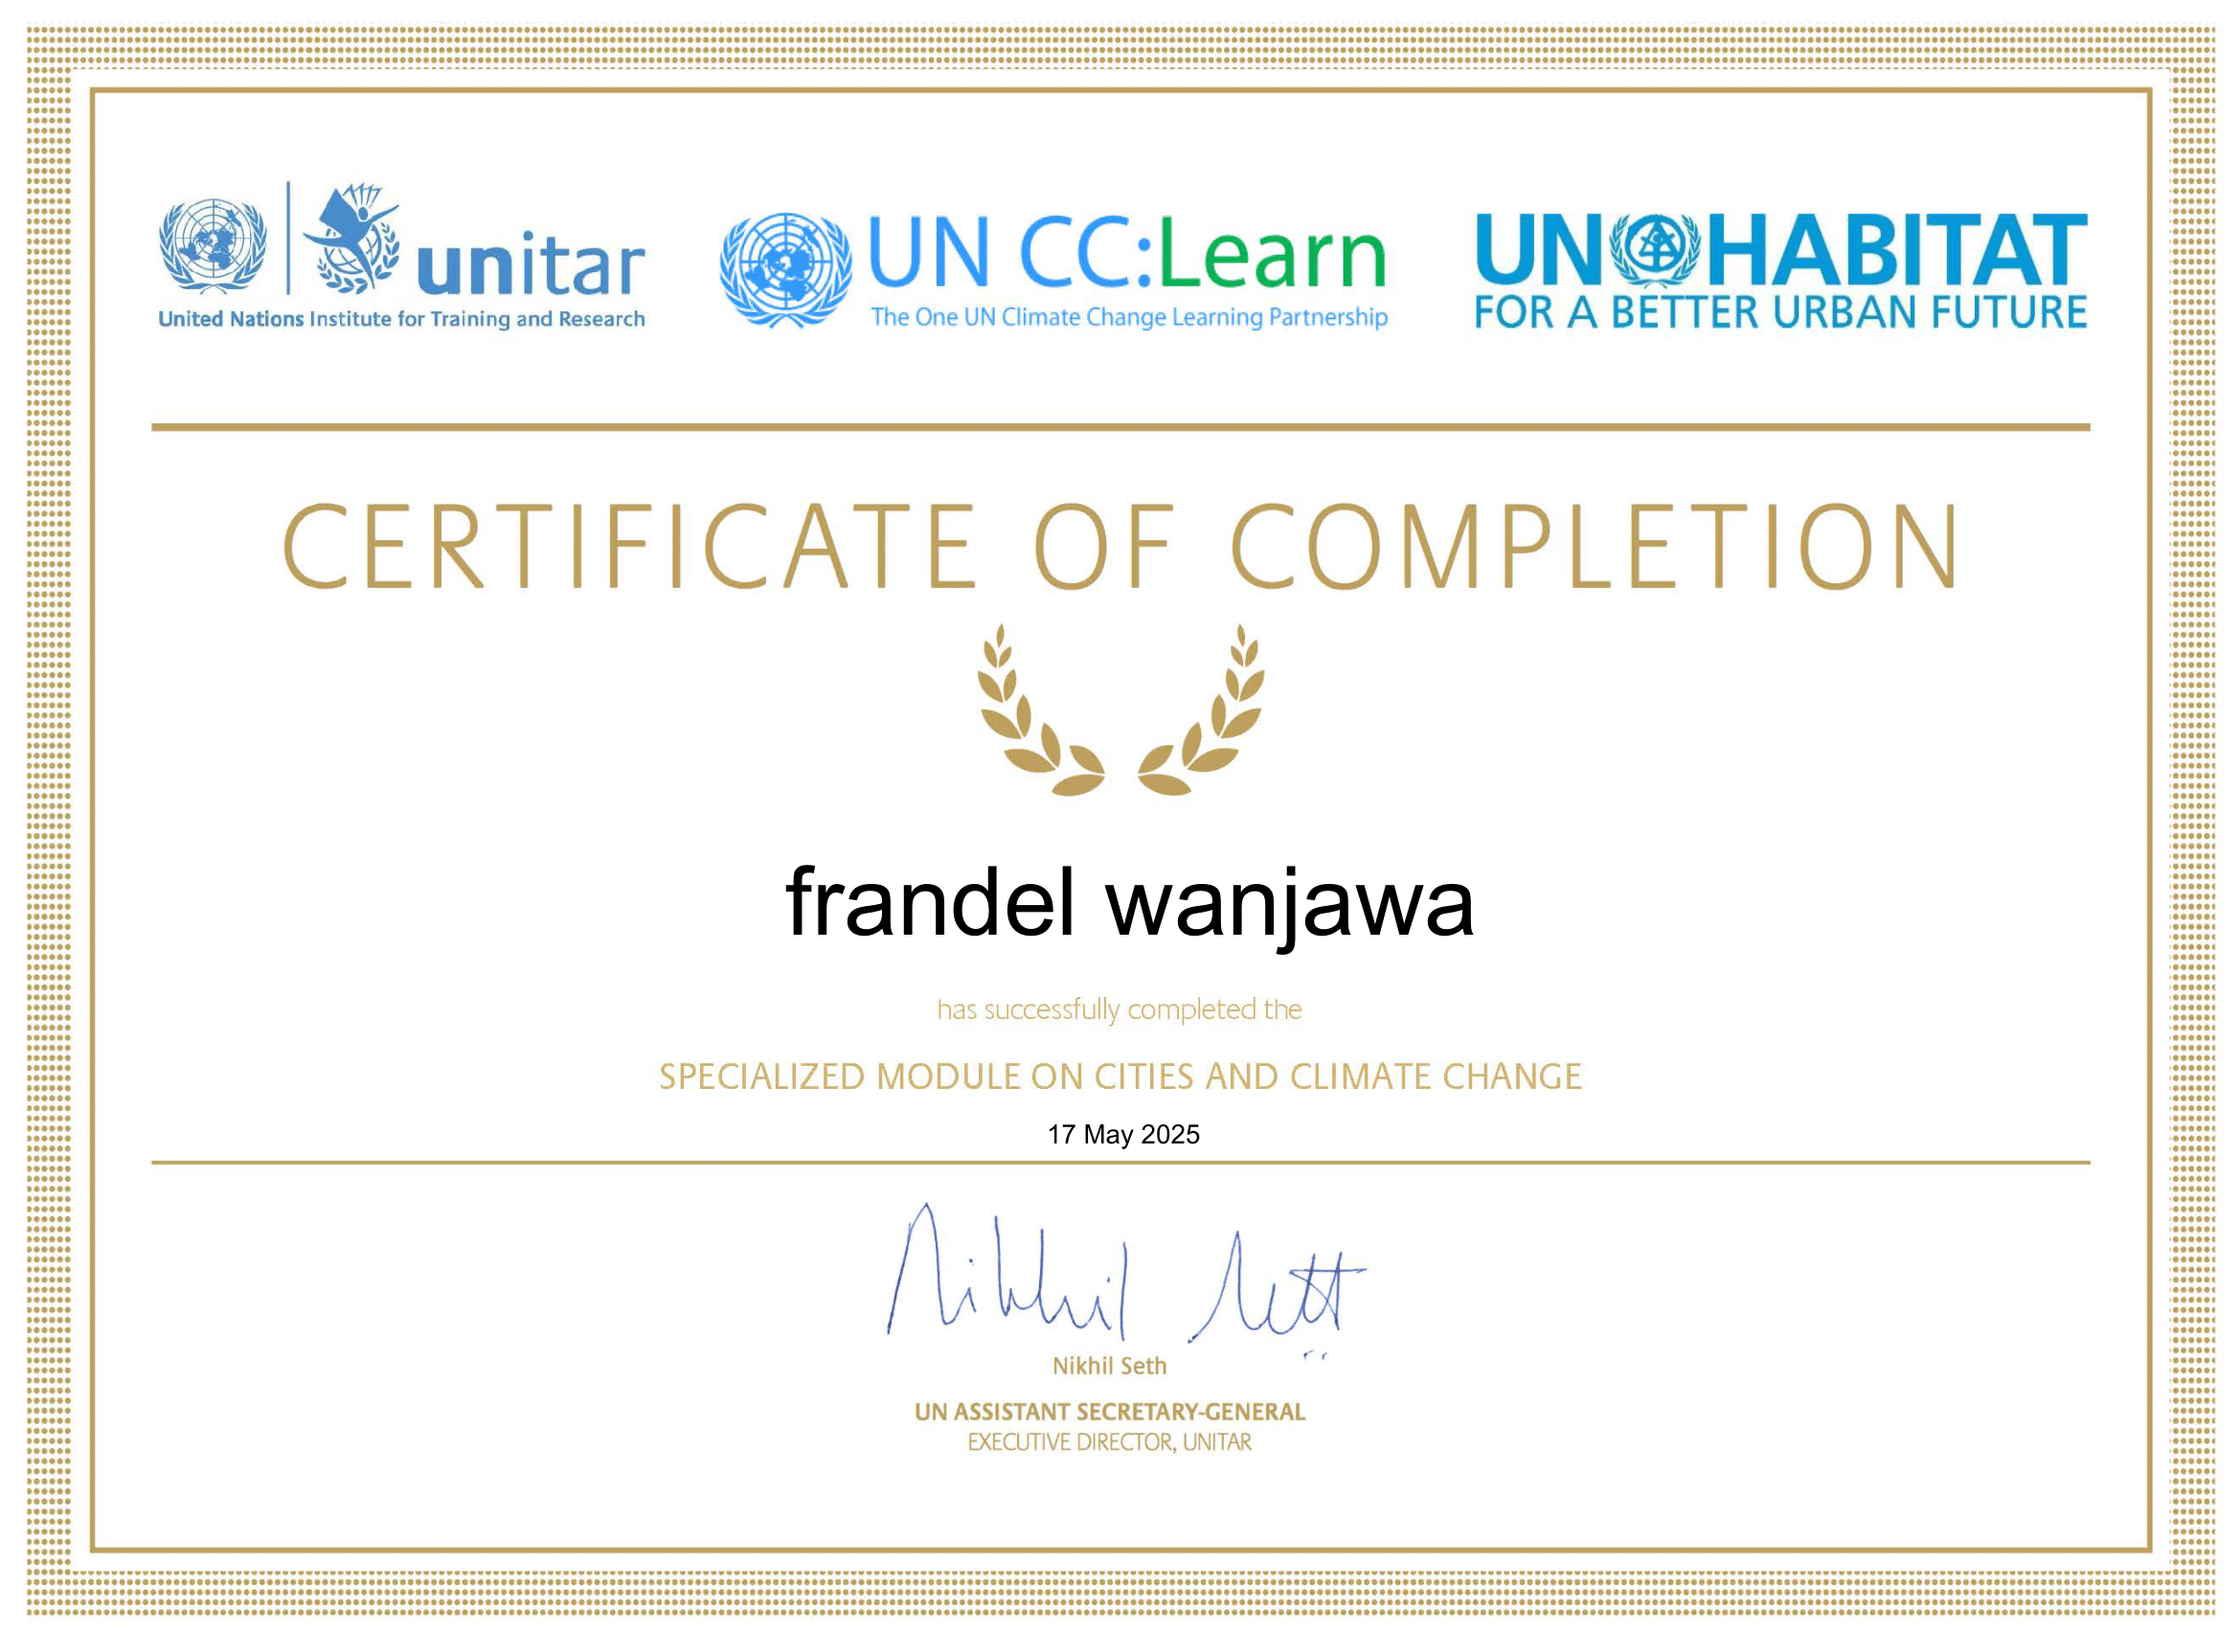 unitar
United Nations Institute for Training and Research
UN CC:Learn
The One UN Climate Change Learning Partnership
UN HABITAT
FOR A BETTER URBAN FUTURE
CERTIFICATE OF COMPLETION
frandel wanjawa
has successfully completed the
SPECIALIZED MODULE ON CITIES AND CLIMATE CHANGE
17 May 2025
Nikhil Seth
Nikhil Seth
UN ASSISTANT SECRETARY-GENERAL
EXECUTIVE DIRECTOR, UNITAR